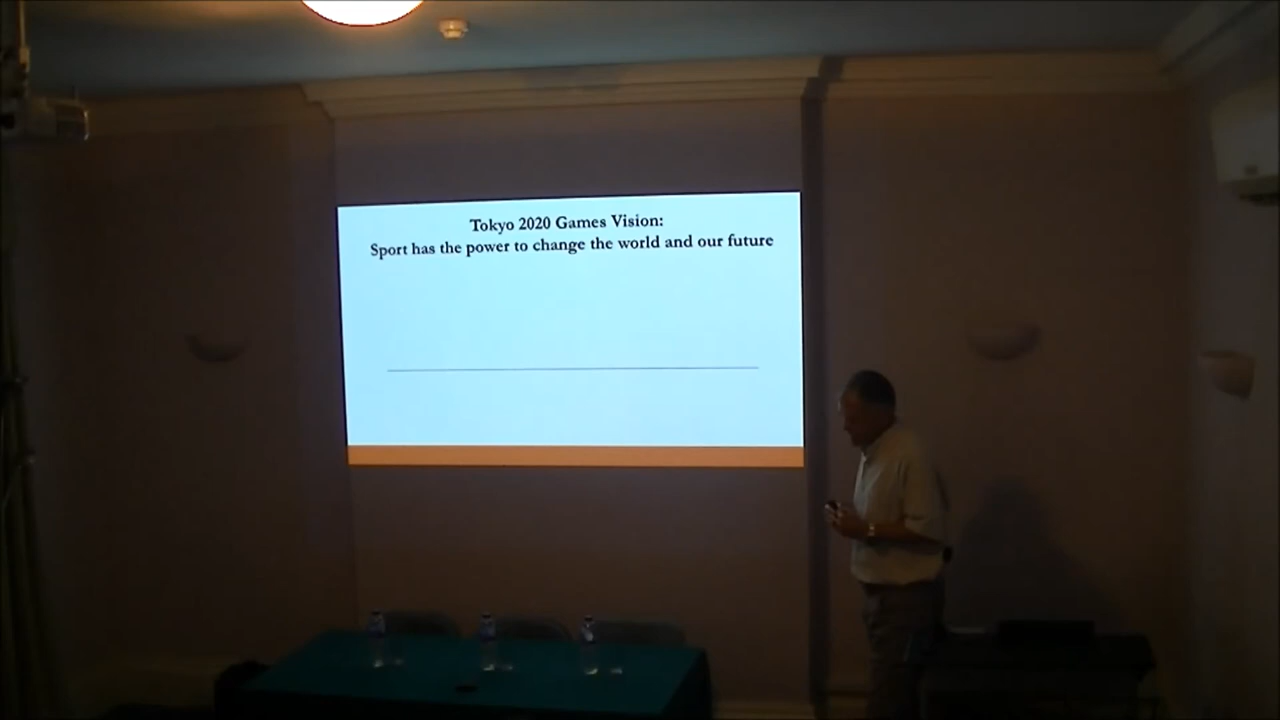 Tokyo 2020 Games Vision:
Sport has the power to change the world and our future